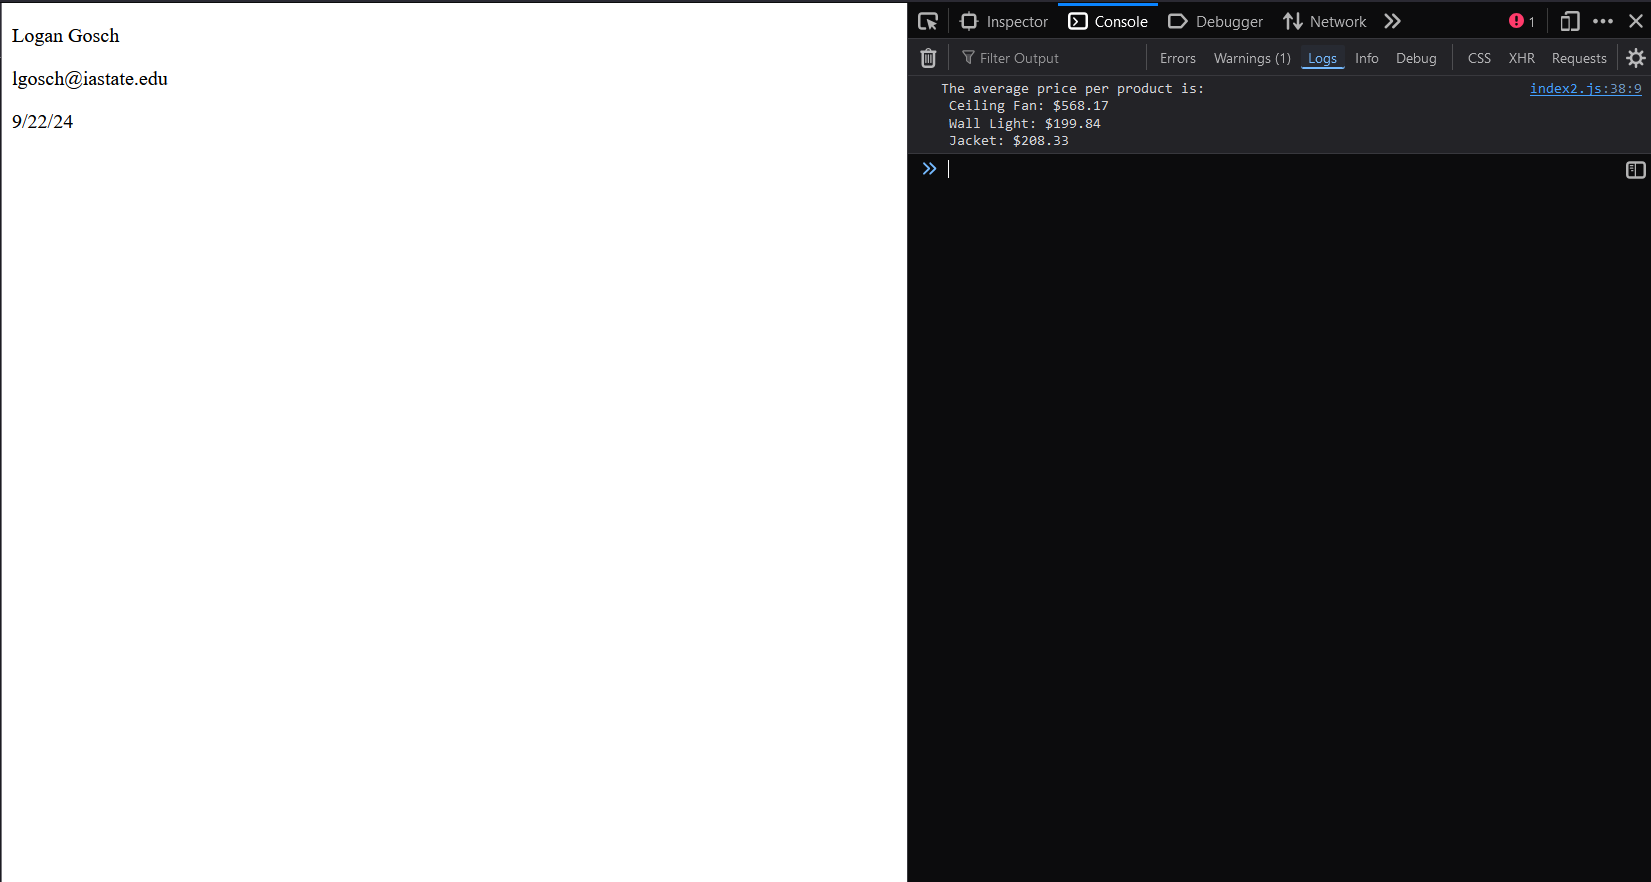 Logan Gosch
lgosch@iastate.edu
9/22/24
Inspector Console Debugger Network 1
Filter Output Errors Warnings (1) Logs Info Debug CSS XHR Requests
The average price per product is: index2.js:38:9
Ceiling Fan: $568.17
Wall Light: $199.84
Jacket: $208.33